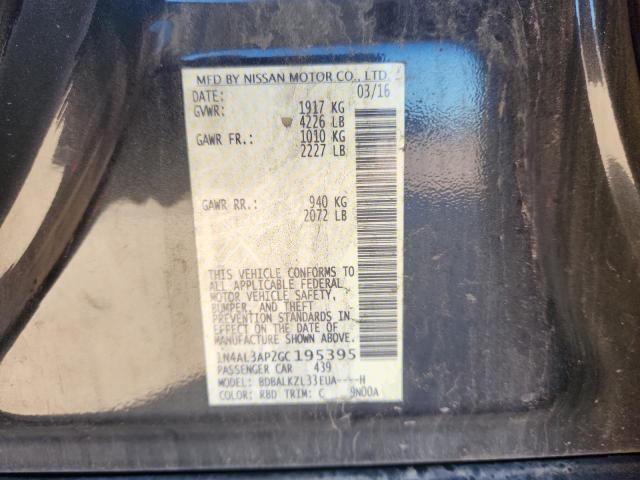 MFD BY NISSAN MOTOR CO., LTD.
DATE: 03/16
GVWR: 1917 KG
4226 LB
GAWR FR.: 1010 KG
2227 LB
GAWR RR.: 940 KG
2072 LB
THIS VEHICLE CONFORMS TO
ALL APPLICABLE FEDERAL
MOTOR VEHICLE SAFETY,
BUMPER, AND THEFT
PREVENTION STANDARDS IN
EFFECT ON THE DATE OF
MANUFACTURE SHOWN ABOVE.
1N4AL3AP2GC195395
PASSENGER CAR 439
MODEL: BDBALKZL33EUA----H
COLOR: RBD TRIM: C 9N00A